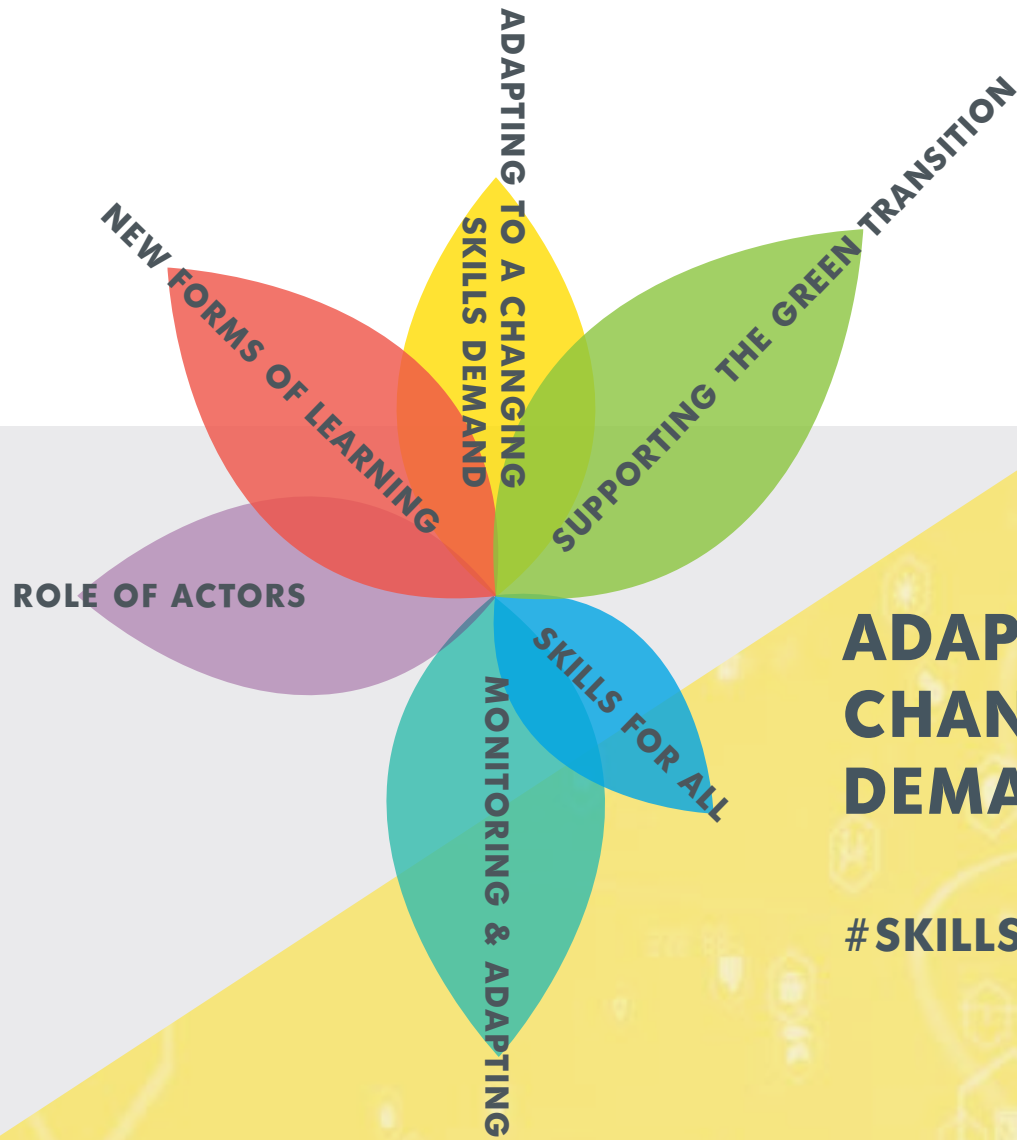 ADAPTING TO A CHANGING
SKILLS DEMAND
SUPPORTING THE GREEN TRANSITION
NEW FORMS OF LEARNING
ROLE OF ACTORS
SKILLS FOR ALL
MONITORING & ADAPTING
ADAP
CHAN
DEMA
#SKILLS